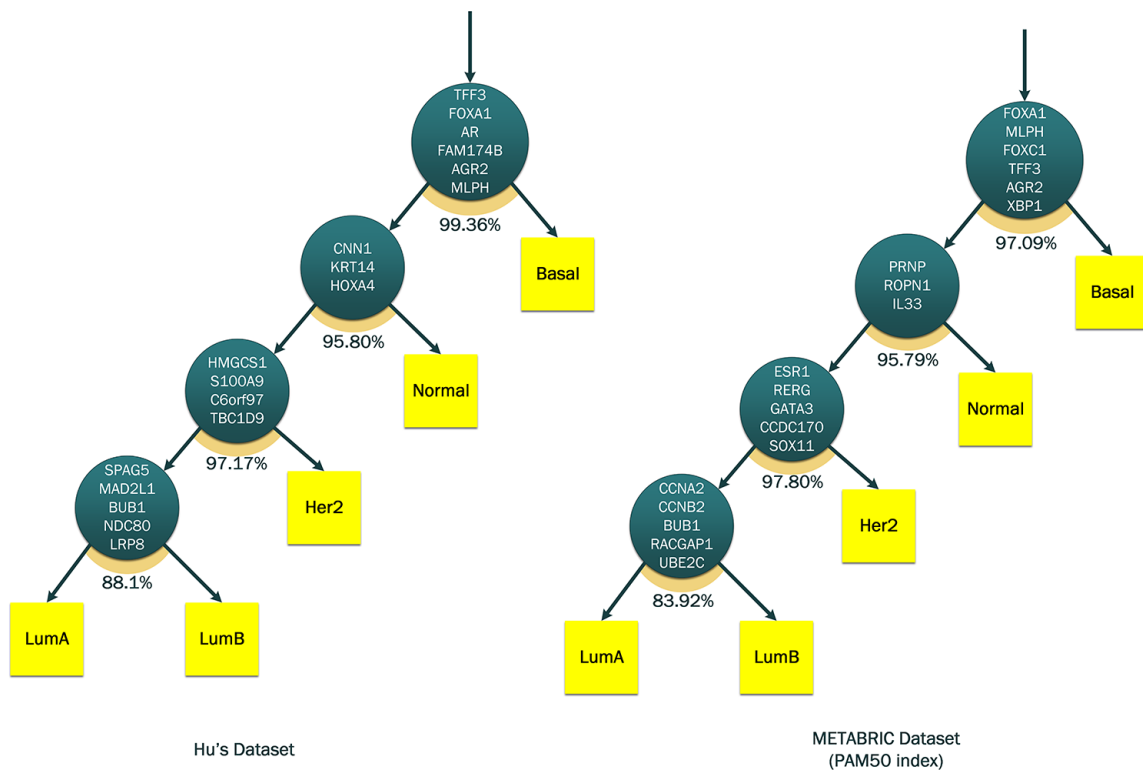 TFF3
FOXA1
AR
FAM174B
AGR2
MLPH
99.36%
Basal
CNN1
KRT14
HOXA4
95.80%
Normal
HMGCS1
S100A9
C6orf97
TBC1D9
97.17%
Her2
SPAG5
MAD2L1
BUB1
NDC80
LRP8
88.1%
LumA
LumB
Hu's Dataset
FOXA1
MLPH
FOXC1
TFF3
AGR2
XBP1
97.09%
Basal
PRNP
ROPN1
IL33
95.79%
Normal
ESR1
RERG
GATA3
CCDC170
SOX11
97.80%
Her2
CCNA2
CCNB2
BUB1
RACGAP1
UBE2C
83.92%
LumA
LumB
METABRIC Dataset
(PAM50 index)